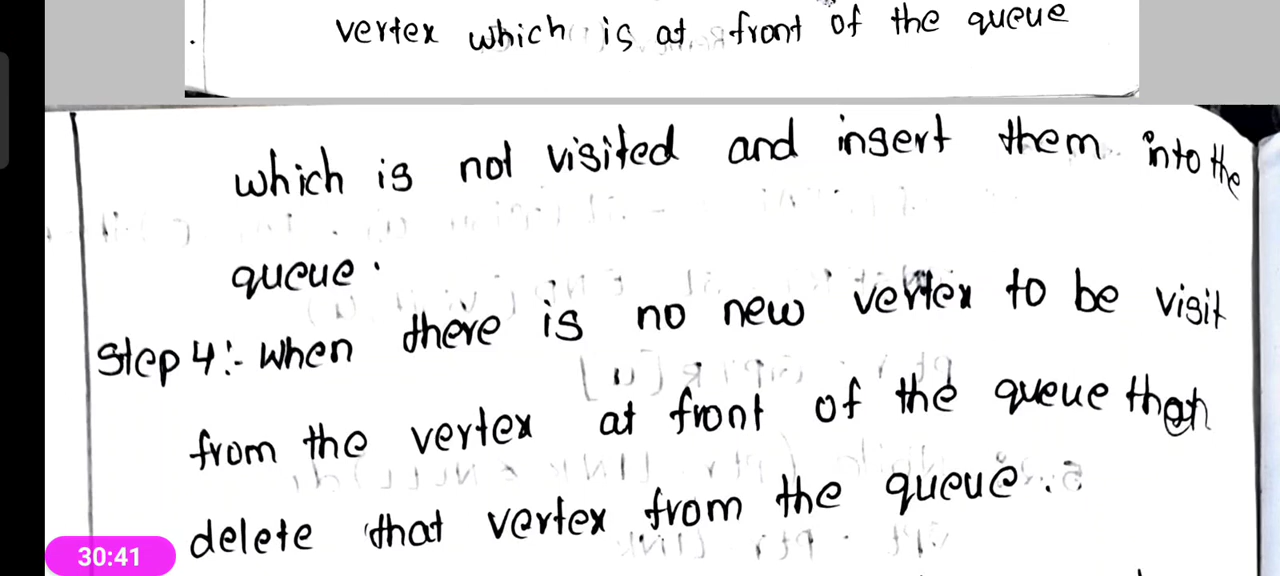 vertex which is at front of the queue
which is not visited and insert them into the
queue.
Step 4:- when there is no new vertex to be visit
from the vertex at front of the queue then
delete that vertex from the queue.
30:41